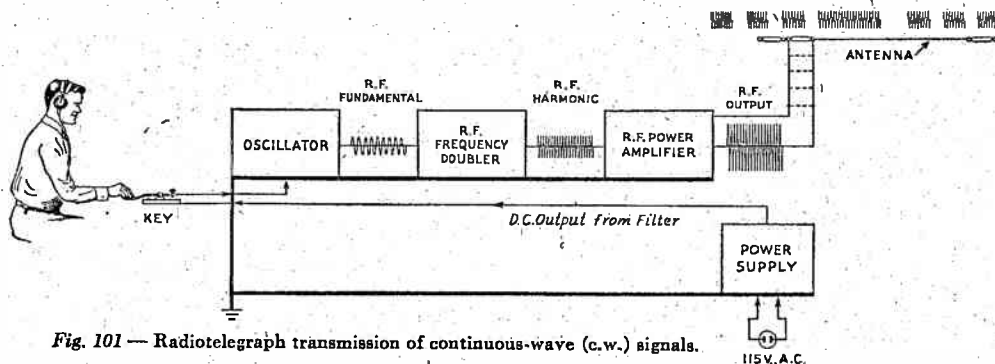 ANTENNA
R.F.
FUNDAMENTAL
R.F.
HARMONIC
R.F.
OUTPUT
OSCILLATOR
R.F.
FREQUENCY
DOUBLER
R.F. POWER
AMPLIFIER
KEY
D.C. Output from Filter
POWER
SUPPLY
Fig. 101 — Radiotelegraph transmission of continuous-wave (c.w.) signals.
115 V. A.C.